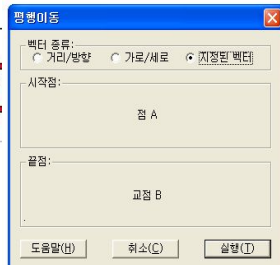 평행이동
벡터 종류:
거리/방향 가로/세로 지정된 벡터
시작점:
점 A
끝점:
교점 B
도움말(H) 취소(C) 실행(T)